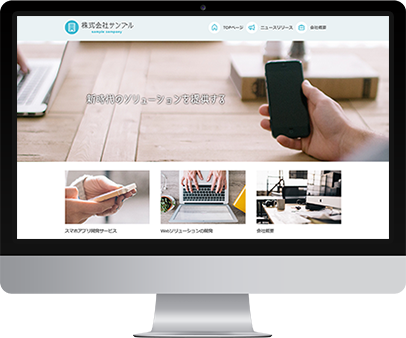 株式会社サンプル
sample company
TOPページ
ニュースリリース
会社概要
新時代のソリューションを提供する
スマホアプリ開発サービス
Webソリューションの開発
会社概要